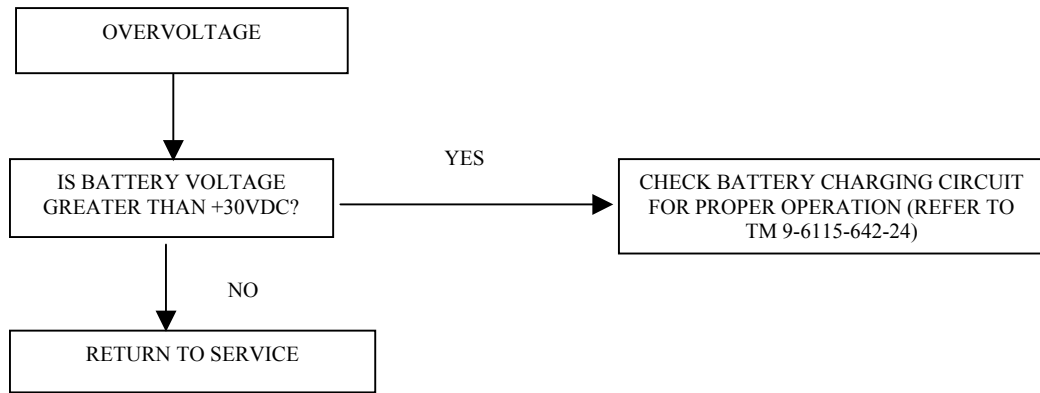 OVERVOLTAGE
IS BATTERY VOLTAGE
GREATER THAN +30VDC?
YES
CHECK BATTERY CHARGING CIRCUIT
FOR PROPER OPERATION (REFER TO
TM 9-6115-642-24)
NO
RETURN TO SERVICE